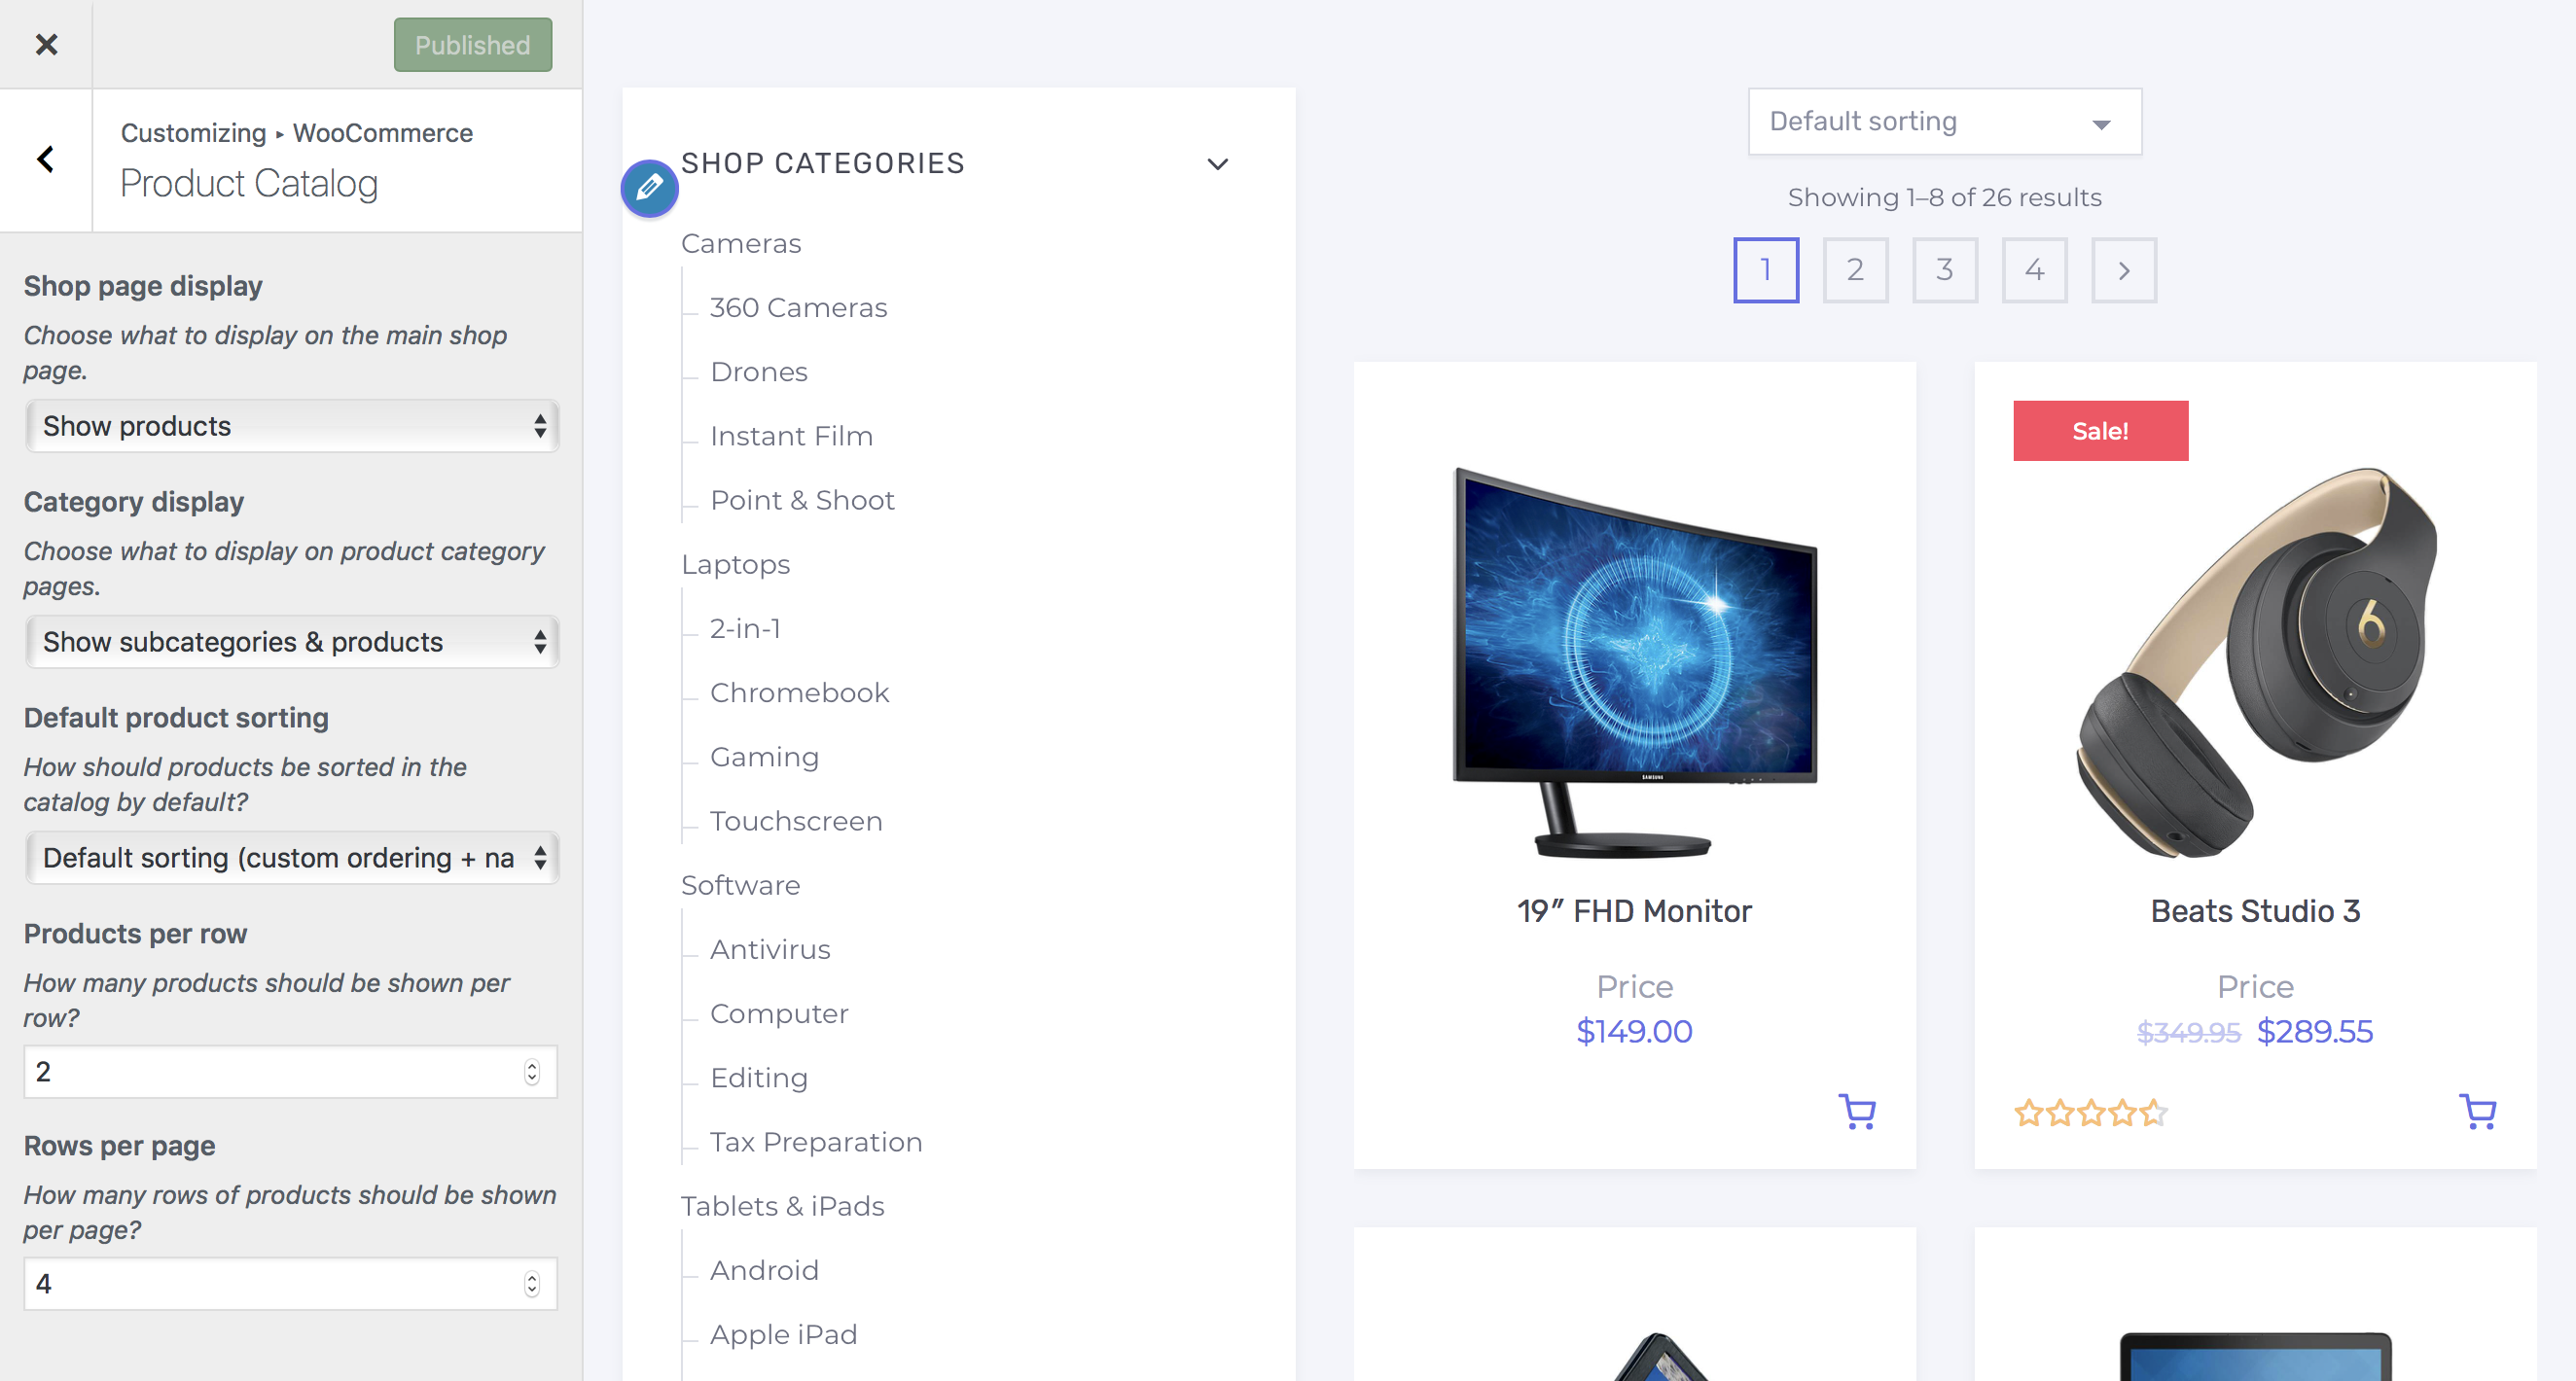 Published
Customizing ▸ WooCommerce
Product Catalog
Shop page display
Choose what to display on the main shop
page.
Show products
Category display
Choose what to display on product category
pages.
Show subcategories & products
Default product sorting
How should products be sorted in the
catalog by default?
Default sorting (custom ordering + na
Products per row
How many products should be shown per
row?
2
Rows per page
How many rows of products should be shown
per page?
4
SHOP CATEGORIES
Cameras
360 Cameras
Drones
Instant Film
Point & Shoot
Laptops
2-in-1
Chromebook
Gaming
Touchscreen
Software
Antivirus
Computer
Editing
Tax Preparation
Tablets & iPads
Android
Apple iPad
Default sorting
Showing 1–8 of 26 results
1 2 3 4
SAMSUNG
19″ FHD Monitor
Price
$149.00
Sale!
Beats Studio 3
Price
$349.95 $289.55